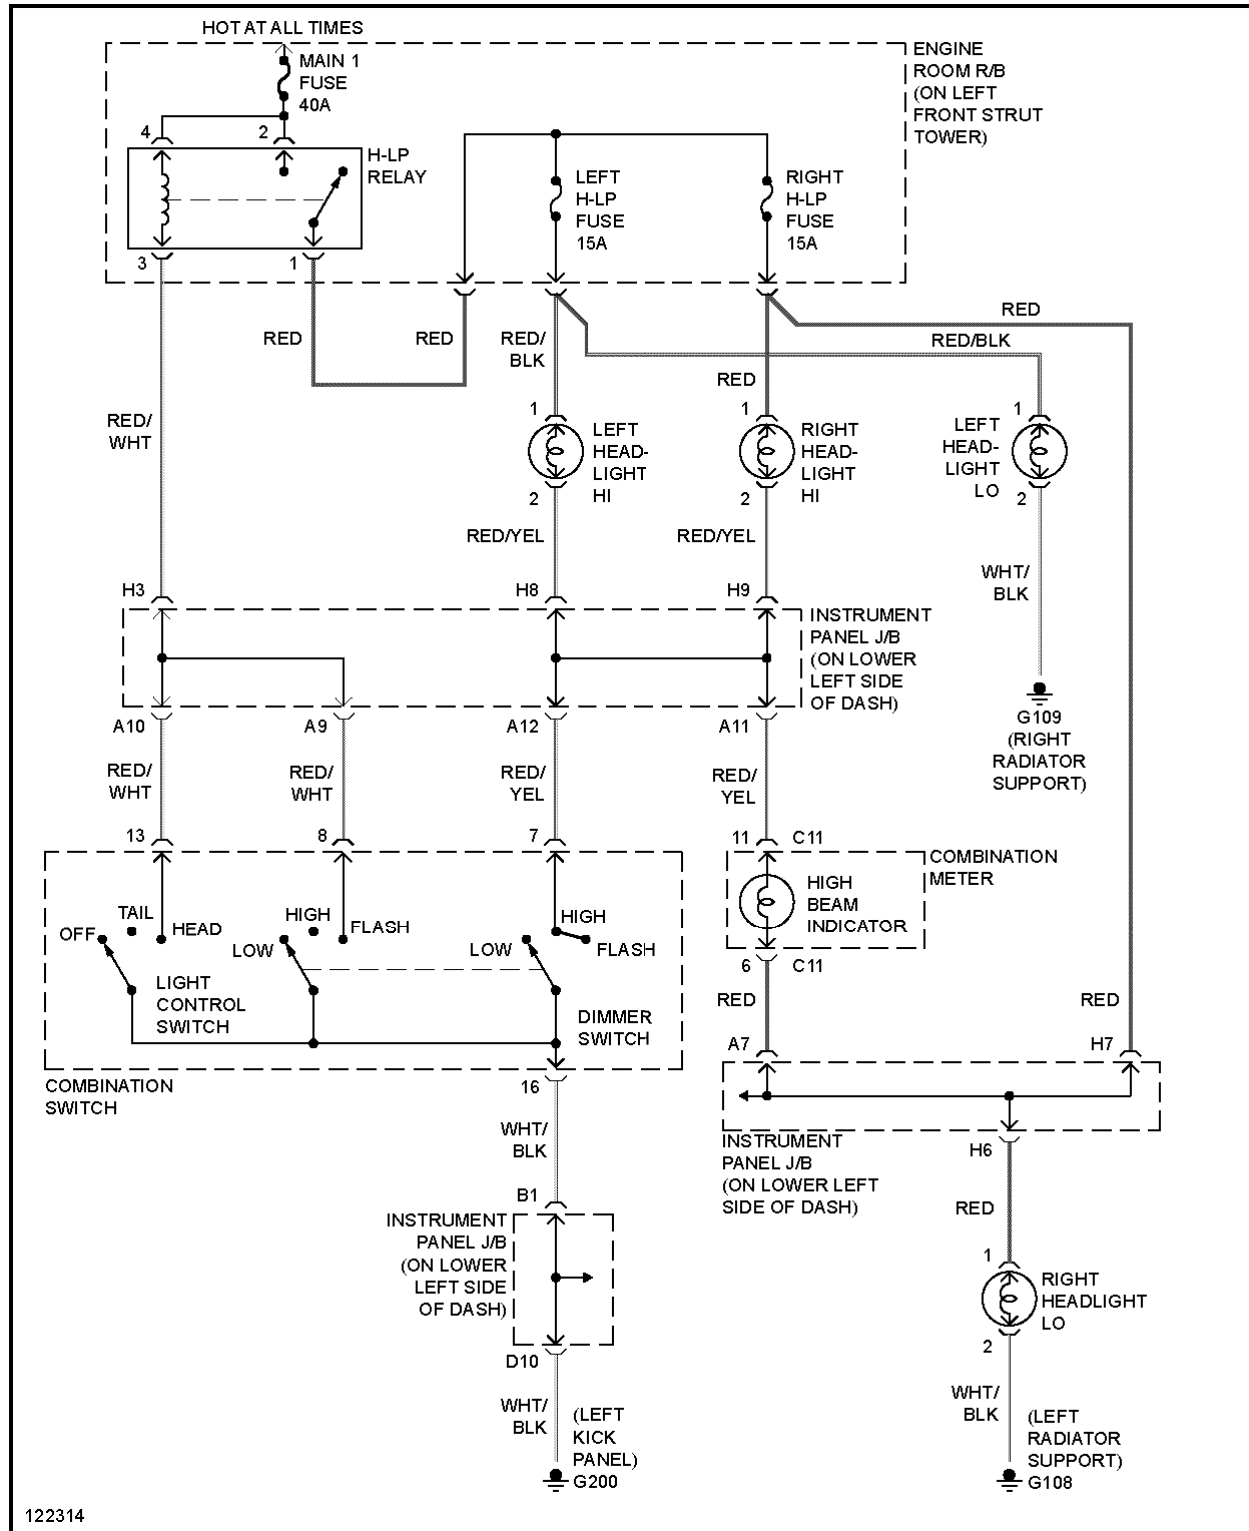 HOT AT ALL TIMES
MAIN 1
FUSE
40A
ENGINE
ROOM R/B
(ON LEFT
FRONT STRUT
TOWER)
4
2
H-LP
RELAY
LEFT
H-LP
FUSE
15A
RIGHT
H-LP
FUSE
15A
3
1
RED
RED
RED/
BLK
RED
RED/BLK
RED
RED/
WHT
1
LEFT
HEAD-
LIGHT
HI
2
1
RIGHT
HEAD-
LIGHT
HI
2
1
LEFT
HEAD-
LIGHT
LO
2
RED/YEL
RED/YEL
WHT/
BLK
H3
H8
H9
INSTRUMENT
PANEL J/B
(ON LOWER
LEFT SIDE
OF DASH)
G109
(RIGHT
RADIATOR
SUPPORT)
A10
A9
A12
A11
RED/
WHT
RED/
WHT
RED/
YEL
RED/
YEL
13
8
7
11
C11
COMBINATION
METER
HIGH
BEAM
INDICATOR
TAIL
OFF
HEAD
HIGH
LOW
FLASH
HIGH
LOW
FLASH
LIGHT
CONTROL
SWITCH
DIMMER
SWITCH
6
C11
RED
RED
A7
H7
COMBINATION
SWITCH
16
WHT/
BLK
INSTRUMENT
PANEL J/B
(ON LOWER LEFT
SIDE OF DASH)
H6
RED
B1
INSTRUMENT
PANEL J/B
(ON LOWER
LEFT SIDE
OF DASH)
1
RIGHT
HEADLIGHT
LO
2
D10
WHT/
BLK
(LEFT
KICK
PANEL)
G200
WHT/
BLK
(LEFT
RADIATOR
SUPPORT)
G108
122314